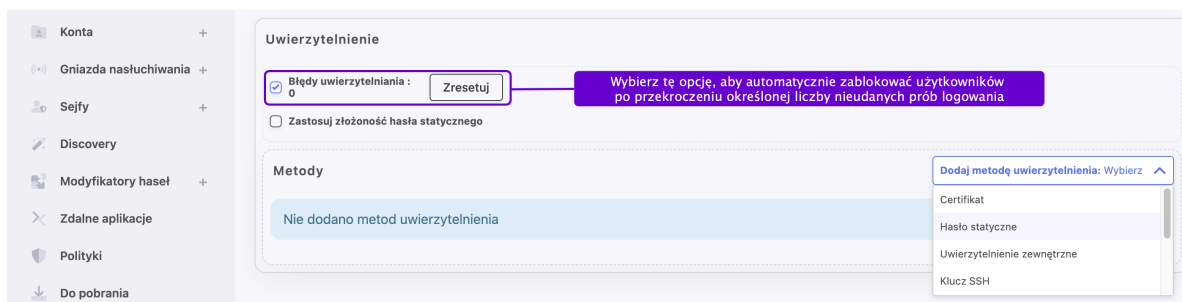 Konta +
Gniazda nasłuchiwania +
Sejfy +
Discovery
Modyfikatory haseł +
Zdalne aplikacje
Polityki
Do pobrania
Uwierzytelnienie
Błędy uwierzytelniania :
0
Zresetuj
Wybierz tę opcję, aby automatycznie zablokować użytkowników
po przekroczeniu określonej liczby nieudanych prób logowania
Zastosuj złożoność hasła statycznego
Metody
Dodaj metodę uwierzytelnienia: Wybierz
Nie dodano metod uwierzytelnienia
Certifikat
Hasło statyczne
Uwierzytelnienie zewnętrzne
Klucz SSH